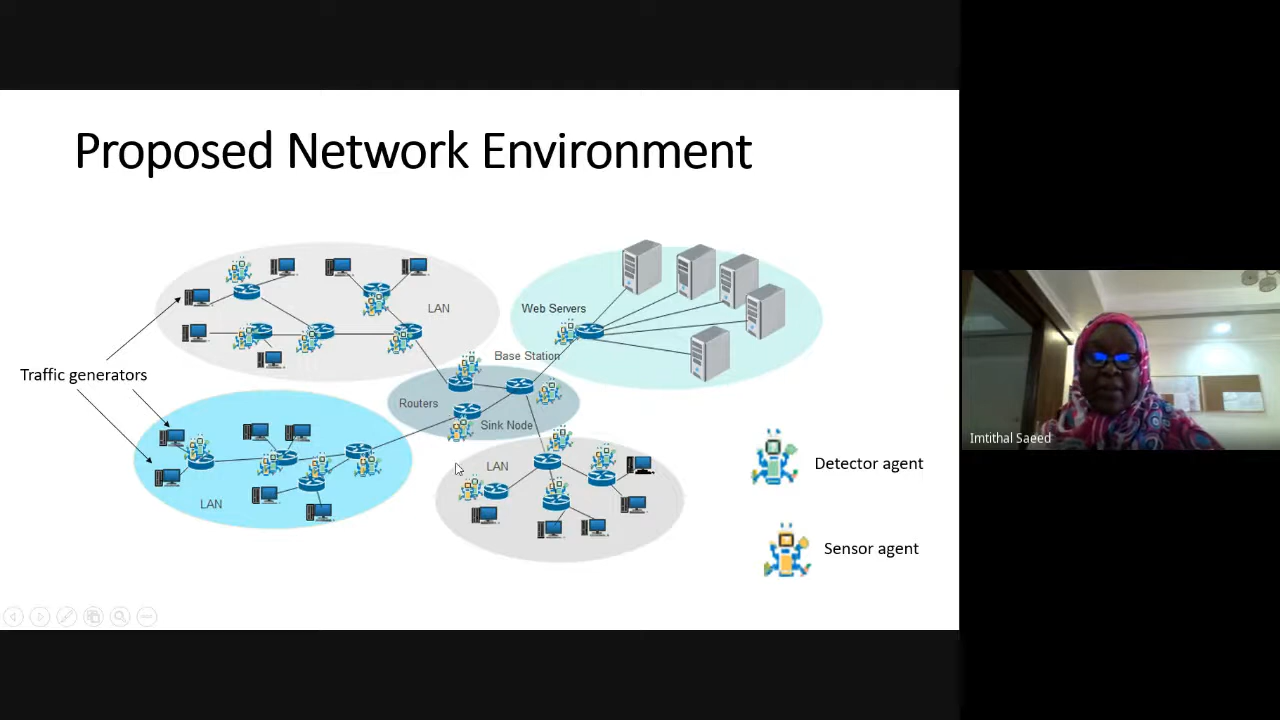 Proposed Network Environment
LAN
Web Servers
Base Station
Traffic generators
Routers
Sink Node
LAN
LAN
Detector agent
Sensor agent
Imtithal Saeed